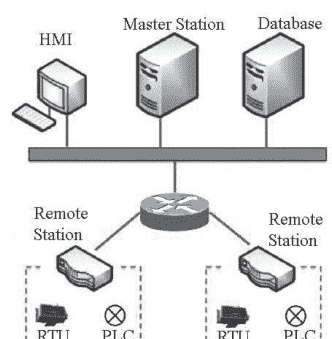 HMI
Master Station
Database
Remote
Station
Remote
Station
RTU
PLC
RTU
PLC